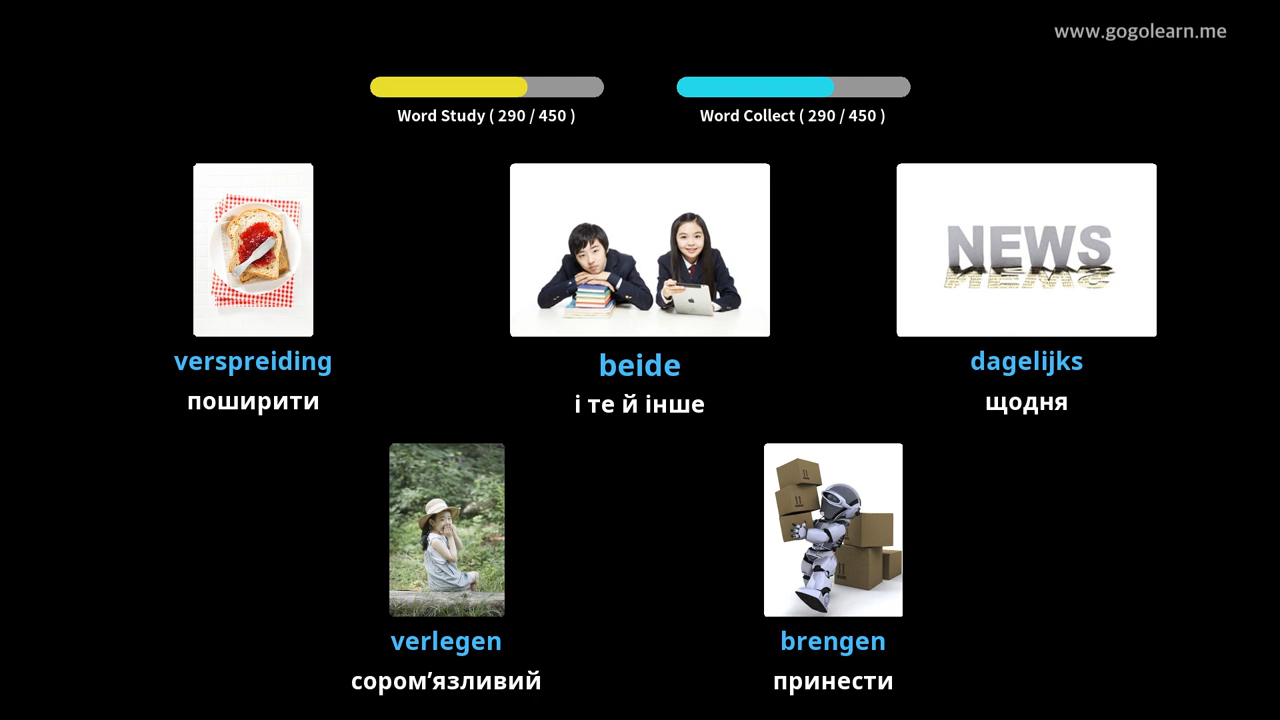 www.gogolearn.me
Word Study ( 290 / 450 )
Word Collect ( 290 / 450 )
NEWS
verspreiding
beide
dagelijks
поширити
і те й інше
щодня
verlegen
brengen
сором’язливий
принести